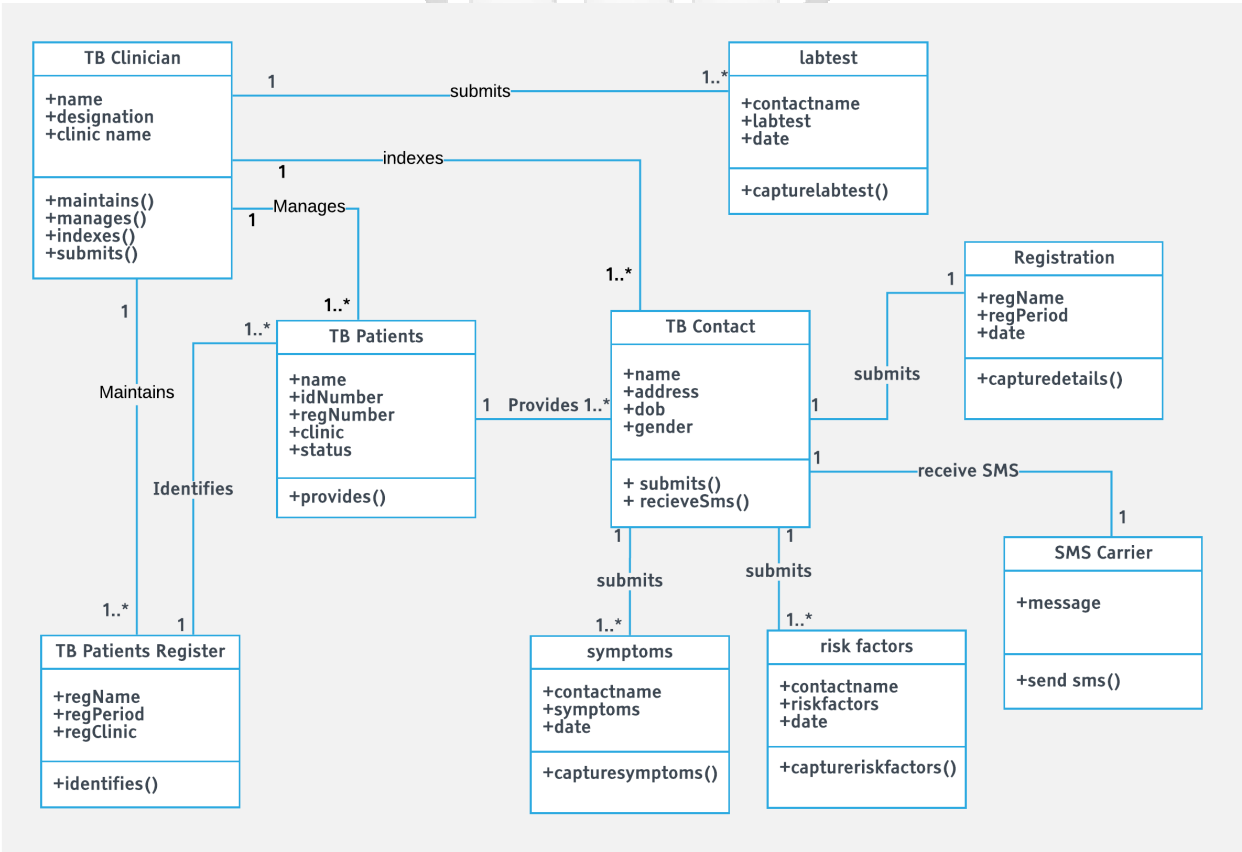 TB Clinician
+name
+designation
+clinic name
+maintains()
+manages()
+indexes()
+submits()
1
submits
1..*
labtest
+contactname
+labtest
+date
+capturelabtest()
1
indexes
1..*
1
Manages
1..*
1
Maintains
1..*
1..*
Identifies
1
TB Patients
+name
+idNumber
+regNumber
+clinic
+status
+provides()
1
Provides
1..*
TB Contact
+name
+address
+dob
+gender
+ submits()
+ recieveSms()
1
submits
1
Registration
+regName
+regPeriod
+date
+capturedetails()
1
receive SMS
1
SMS Carrier
+message
+send sms()
1
submits
1..*
1
submits
1..*
TB Patients Register
+regName
+regPeriod
+regClinic
+identifies()
symptoms
+contactname
+symptoms
+date
+capturesymptoms()
risk factors
+contactname
+riskfactors
+date
+captureriskfactors()